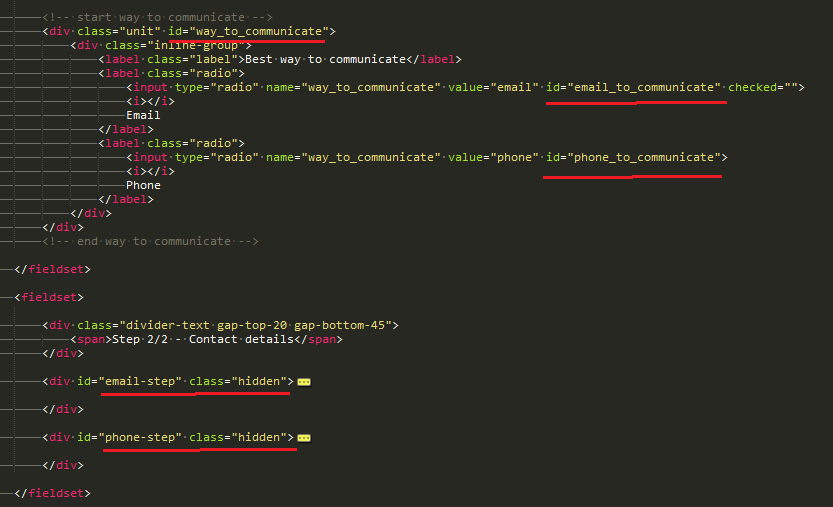 <!-- start way to communicate -->
<div class="unit" id="way_to_communicate">
<div class="inline-group">
<label class="label">Best way to communicate</label>
<label class="radio">
<input type="radio" name="way_to_communicate" value="email" id="email_to_communicate" checked="">
<i></i>
Email
</label>
<label class="radio">
<input type="radio" name="way_to_communicate" value="phone" id="phone_to_communicate">
<i></i>
Phone
</label>
</div>
</div>
<!-- end way to communicate -->
</fieldset>
<fieldset>
<div class="divider-text gap-top-20 gap-bottom-45">
<span>Step 2/2 - Contact details</span>
</div>
<div id="email-step" class="hidden">
</div>
<div id="phone-step" class="hidden">
</div>
</fieldset>